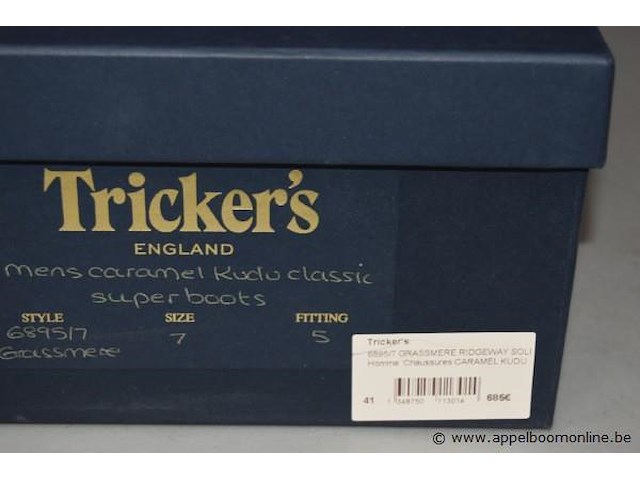 Tricker's
ENGLAND
mens caramel Kudu classic
super boots
STYLE SIZE FITTING
6895/7 7 5
Grassmere
Tricker's
6895/7 GRASSMERE RIDGEWAY SOLE
Homme Chaussures CARAMEL KUDU
41 685€
© www.appelboomonline.be